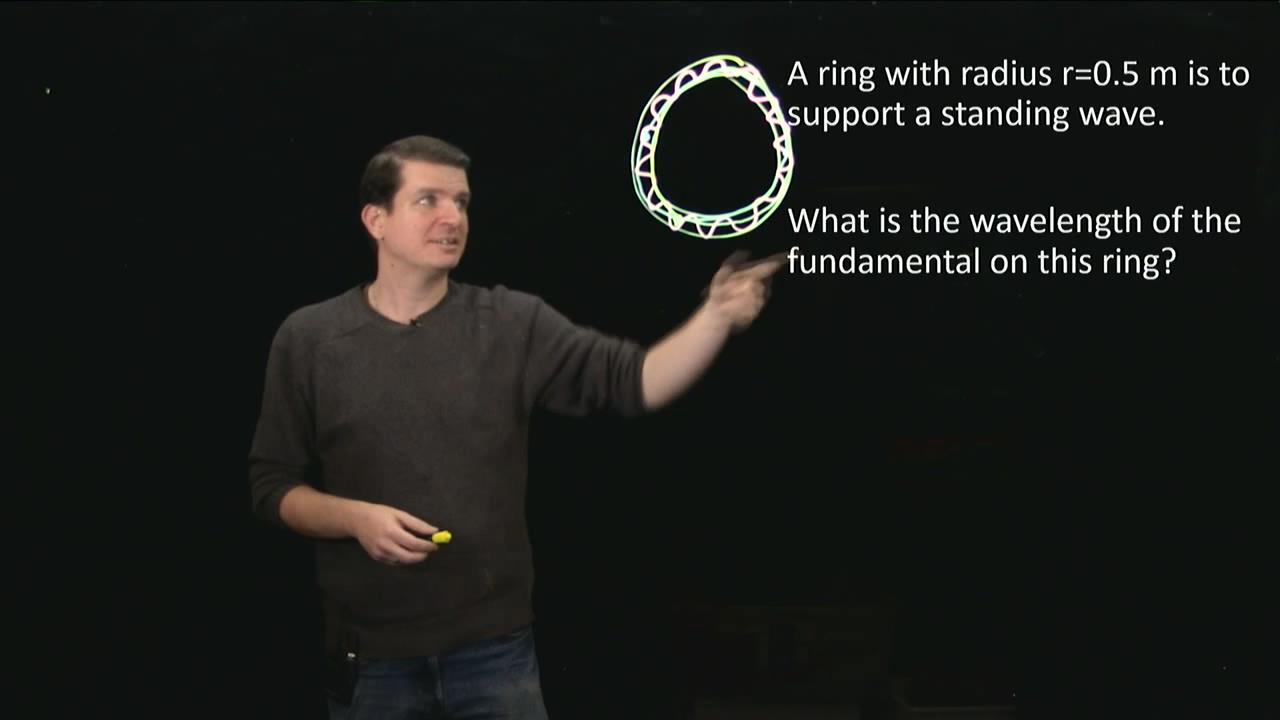 A ring with radius r=0.5 m is to
support a standing wave.
What is the wavelength of the
fundamental on this ring?